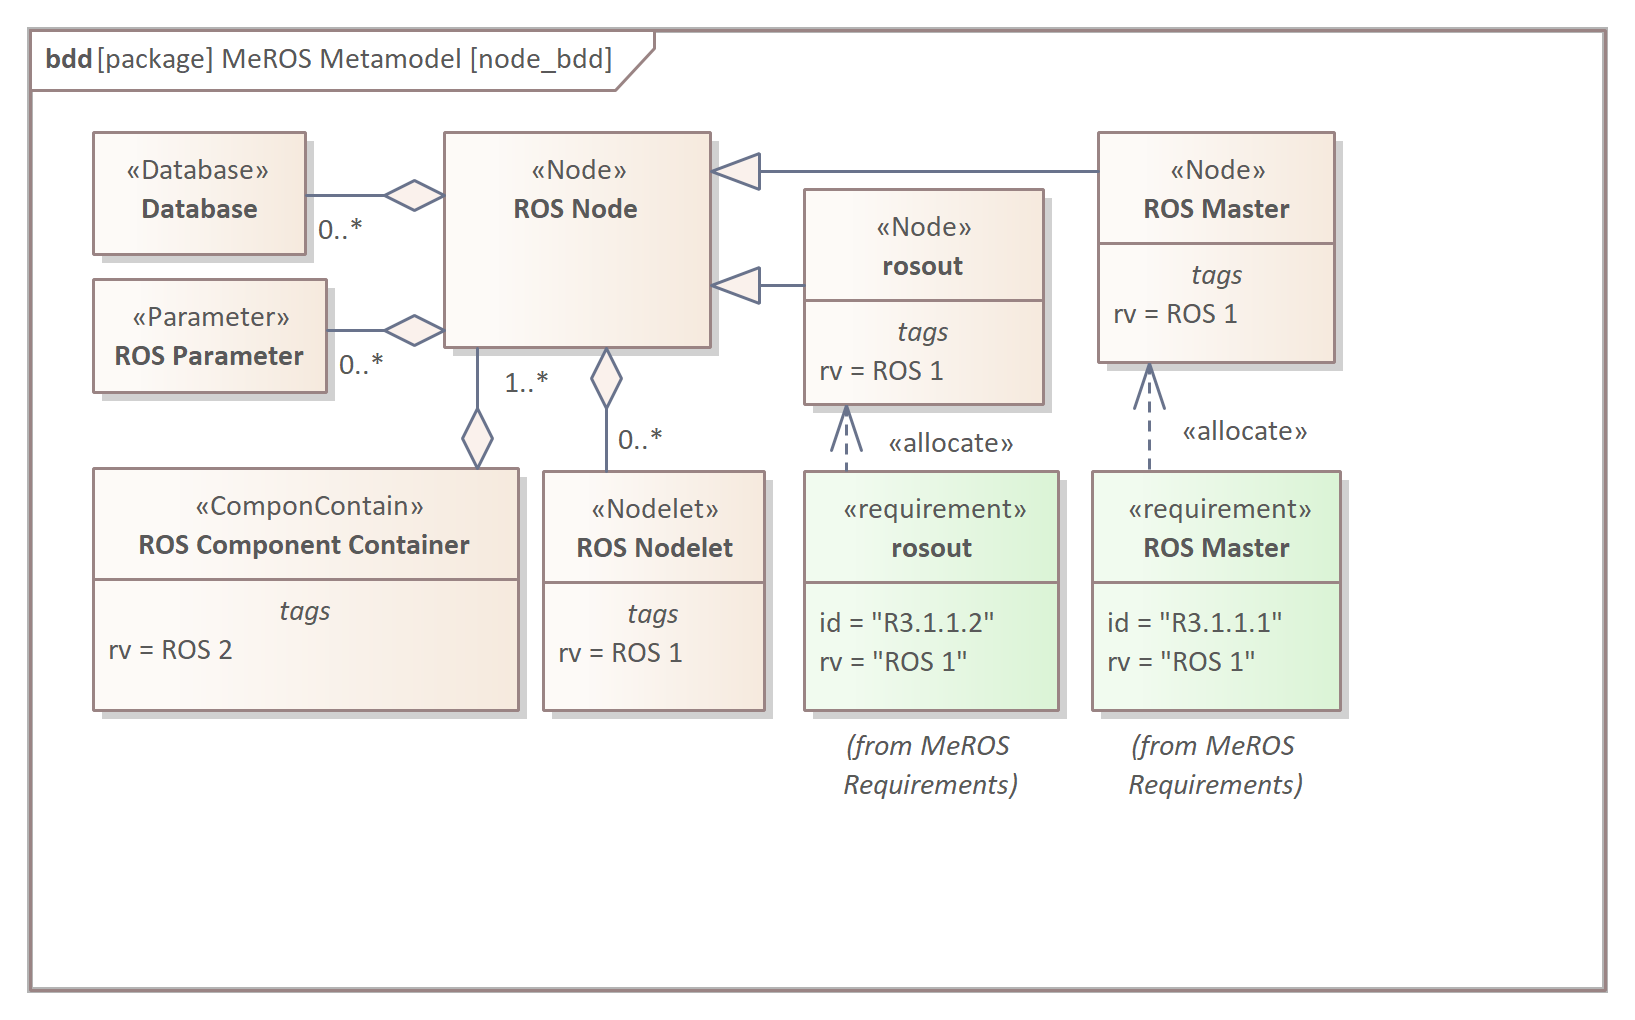 bdd [package] MeROS Metamodel [node_bdd]
«Database»
Database
0..*
«Parameter»
ROS Parameter
0..*
«Node»
ROS Node
1..*
0..*
«Node»
rosout
tags
rv = ROS 1
«Node»
ROS Master
tags
rv = ROS 1
«allocate»
«allocate»
«ComponContain»
ROS Component Container
tags
rv = ROS 2
«Nodelet»
ROS Nodelet
tags
rv = ROS 1
«requirement»
rosout
id = "R3.1.1.2"
rv = "ROS 1"
(from MeROS
Requirements)
«requirement»
ROS Master
id = "R3.1.1.1"
rv = "ROS 1"
(from MeROS
Requirements)